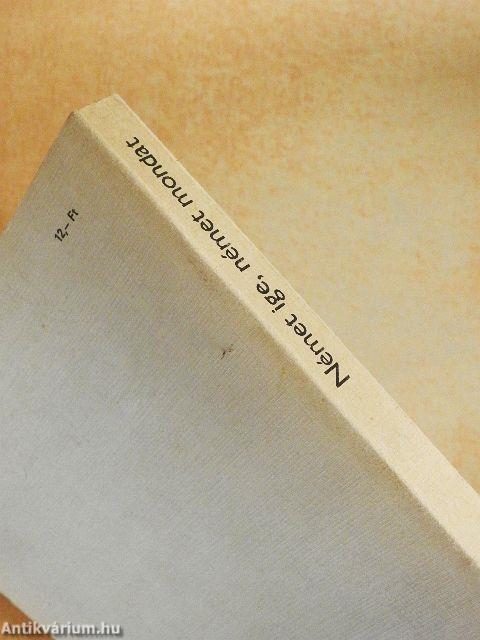 Német ige, német mondat
12,– Ft
Antikvárium.hu